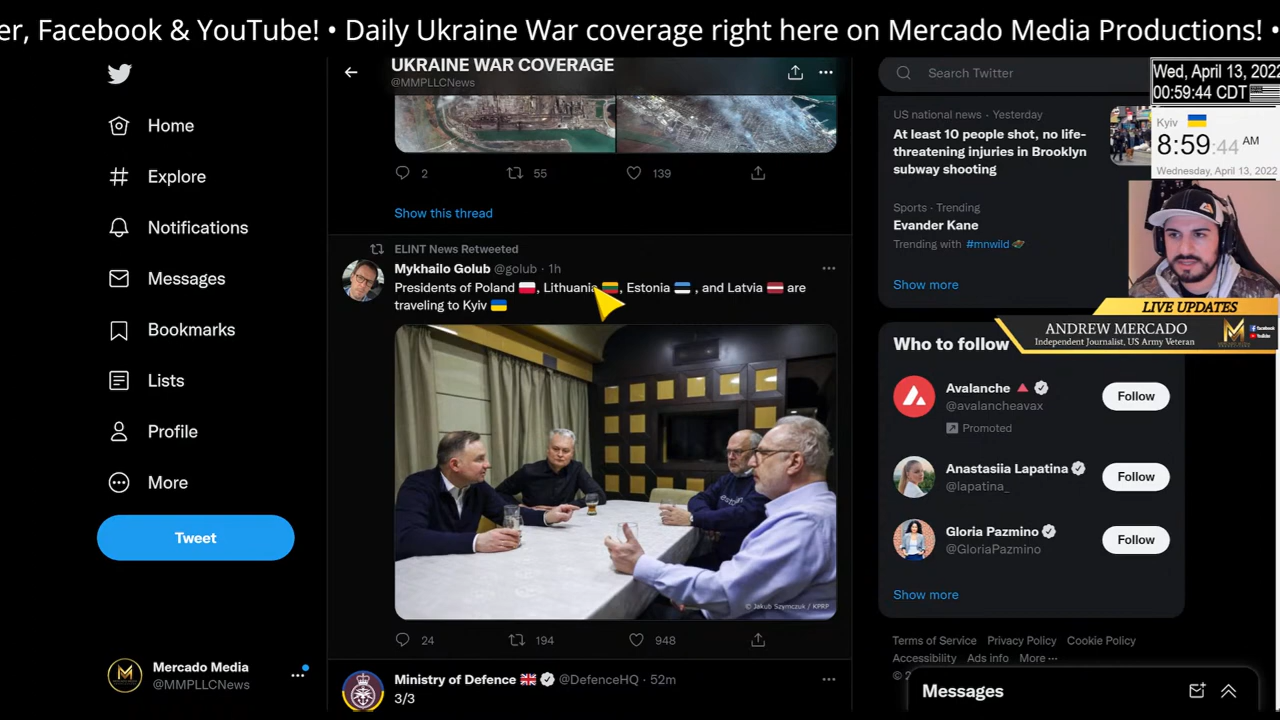 er, Facebook & YouTube! • Daily Ukraine War coverage right here on Mercado Media Productions! •
Home
Explore
Notifications
Messages
Bookmarks
Lists
Profile
More
Tweet
Mercado Media
@MMPLLCNews
UKRAINE WAR COVERAGE
@MMPLLCNews
2
55
139
Show this thread
ELINT News Retweeted
Mykhailo Golub @golub · 1h
Presidents of Poland 🇵🇱, Lithuania 🇱🇹, Estonia 🇪🇪 , and Latvia 🇱🇻 are
traveling to Kyiv 🇺🇦
© Jakub Szymczuk / KPRP
24
194
948
Ministry of Defence 🇬🇧 @DefenceHQ · 52m
3/3
Search Twitter
US national news · Yesterday
At least 10 people shot, no life-
threatening injuries in Brooklyn
subway shooting
Sports · Trending
Evander Kane
Trending with #mnwild
Show more
Who to follow
Avalanche
@avalancheavax
Promoted
Follow
Anastasiia Lapatina
@lapatina_
Follow
Gloria Pazmino
@GloriaPazmino
Follow
Show more
Terms of Service Privacy Policy Cookie Policy
Accessibility Ads info More ···
©
Messages
Wed, April 13, 2022
00:59:44 CDT
Kyiv
8:59:44 AM
Wednesday, April 13, 2022
LIVE UPDATES
ANDREW MERCADO
Independent Journalist, US Army Veteran
facebook
YouTube